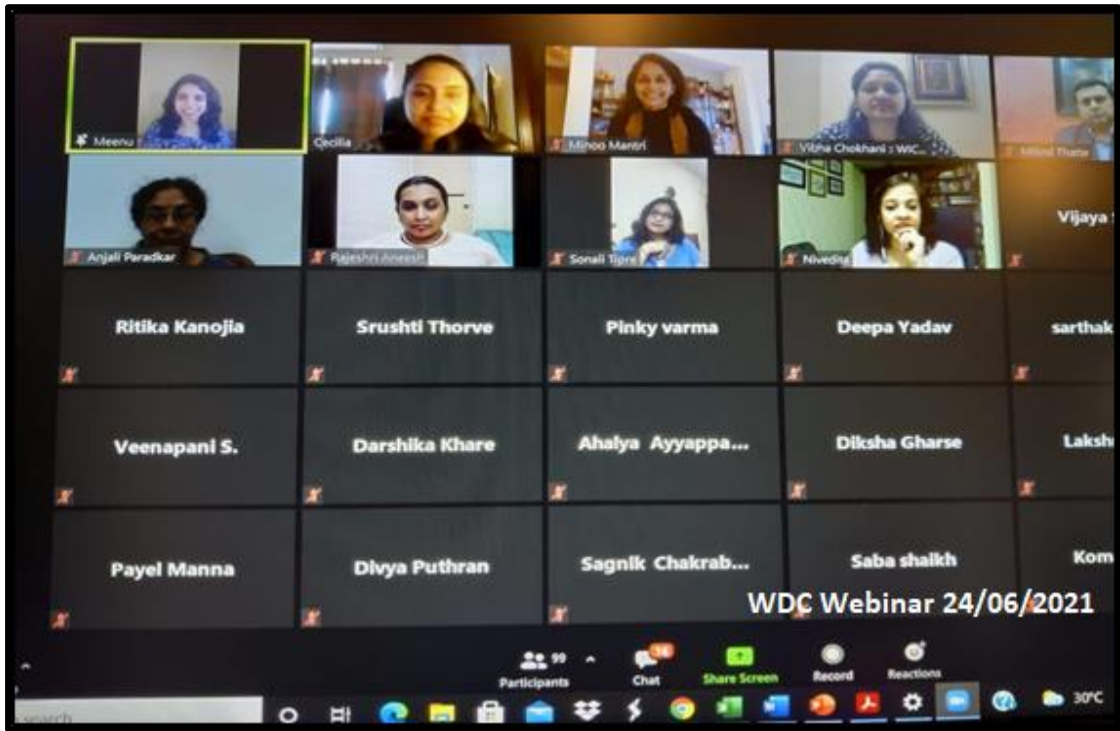 Meenu
Cecilia
Minoo Mantri
Vibha Chokhani : WIC...
Milind Thatte
Anjali Paradkar
Rajeshri Aneesh
Sonali Tipre
Nivedita
Vijaya
Ritika Kanojia
Srushti Thorve
Pinky varma
Deepa Yadav
sarthak
Veenapani S.
Darshika Khare
Ahalya Ayyappa...
Diksha Gharse
Laksh
Payel Manna
Divya Puthran
Sagnik Chakrab...
Saba shaikh
Kom
WDC Webinar 24/06/2021
99
16
Participants
Chat
Share Screen
Record
Reactions
search
30°C